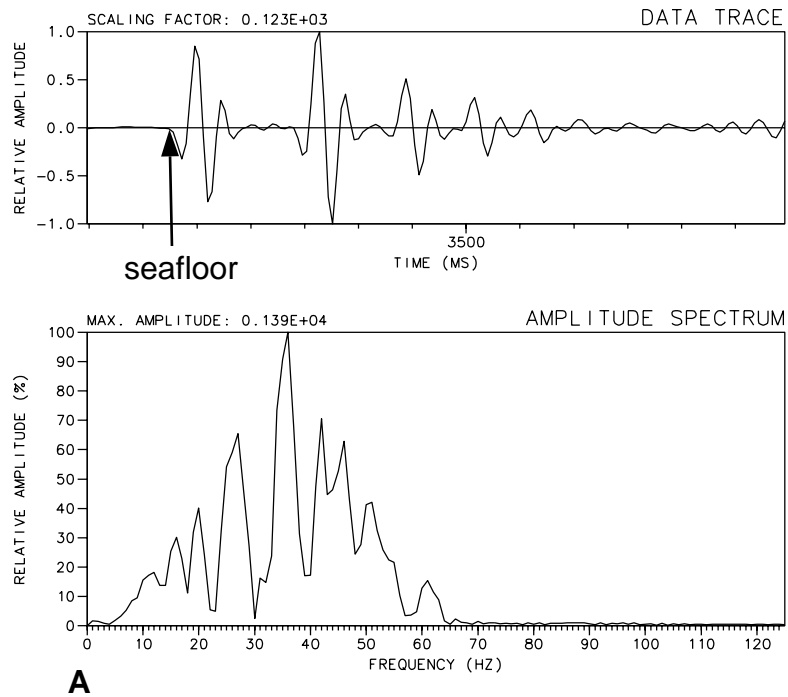 SCALING FACTOR: 0.123E+03
DATA TRACE
RELATIVE AMPLITUDE
1.0
0.5
0.0
-0.5
-1.0
3500
TIME (MS)
seafloor
MAX. AMPLITUDE: 0.139E+04
AMPLITUDE SPECTRUM
RELATIVE AMPLITUDE (%)
100
90
80
70
60
50
40
30
20
10
0
0 10 20 30 40 50 60 70 80 90 100 110 120
FREQUENCY (HZ)
A